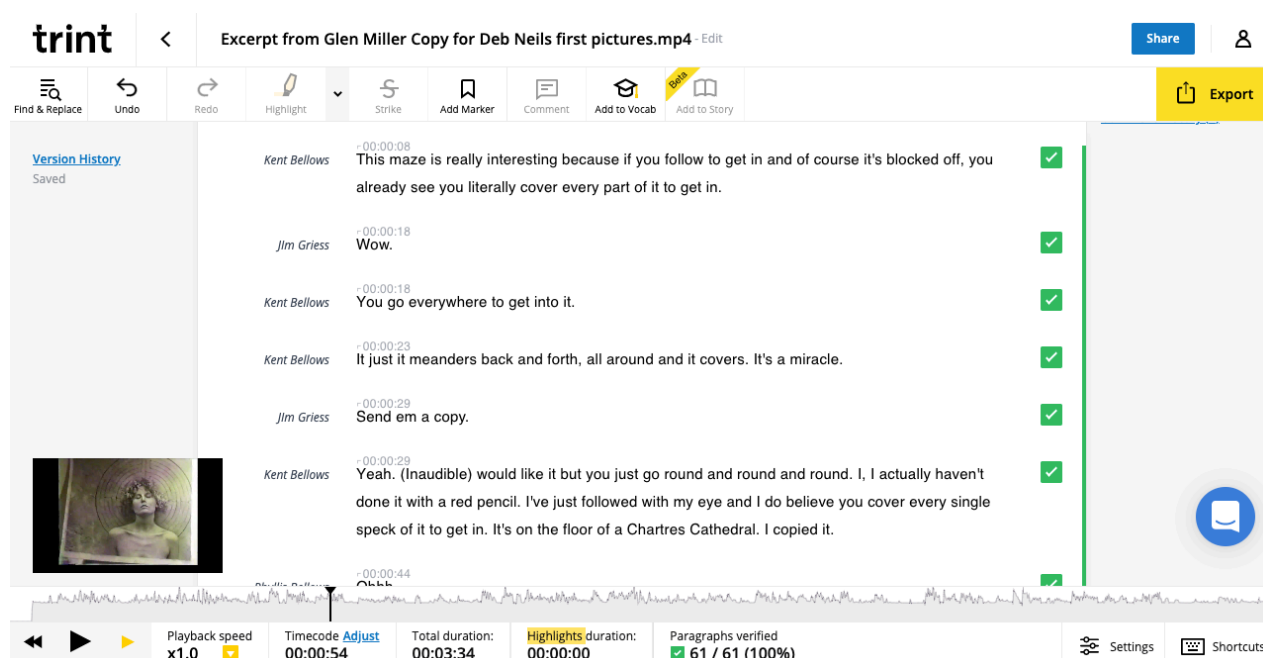 trint
Excerpt from Glen Miller Copy for Deb Neils first pictures.mp4 - Edit
Share
Find & Replace
Undo
Redo
Highlight
Strike
Add Marker
Comment
Add to Vocab
Beta
Add to Story
Export
Version History
Saved
00:00:08
Kent Bellows
This maze is really interesting because if you follow to get in and of course it's blocked off, you
already see you literally cover every part of it to get in.
00:00:18
JIm Griess
Wow.
00:00:18
Kent Bellows
You go everywhere to get into it.
00:00:23
Kent Bellows
It just it meanders back and forth, all around and it covers. It's a miracle.
00:00:29
JIm Griess
Send em a copy.
00:00:29
Kent Bellows
Yeah. (Inaudible) would like it but you just go round and round and round. I, I actually haven't
done it with a red pencil. I've just followed with my eye and I do believe you cover every single
speck of it to get in. It's on the floor of a Chartres Cathedral. I copied it.
00:00:44
Phyllis Bellows
Ohhh
Playback speed
x1.0
Timecode Adjust
00:00:54
Total duration:
00:03:34
Highlights duration:
00:00:00
Paragraphs verified
61 / 61 (100%)
Settings
Shortcuts